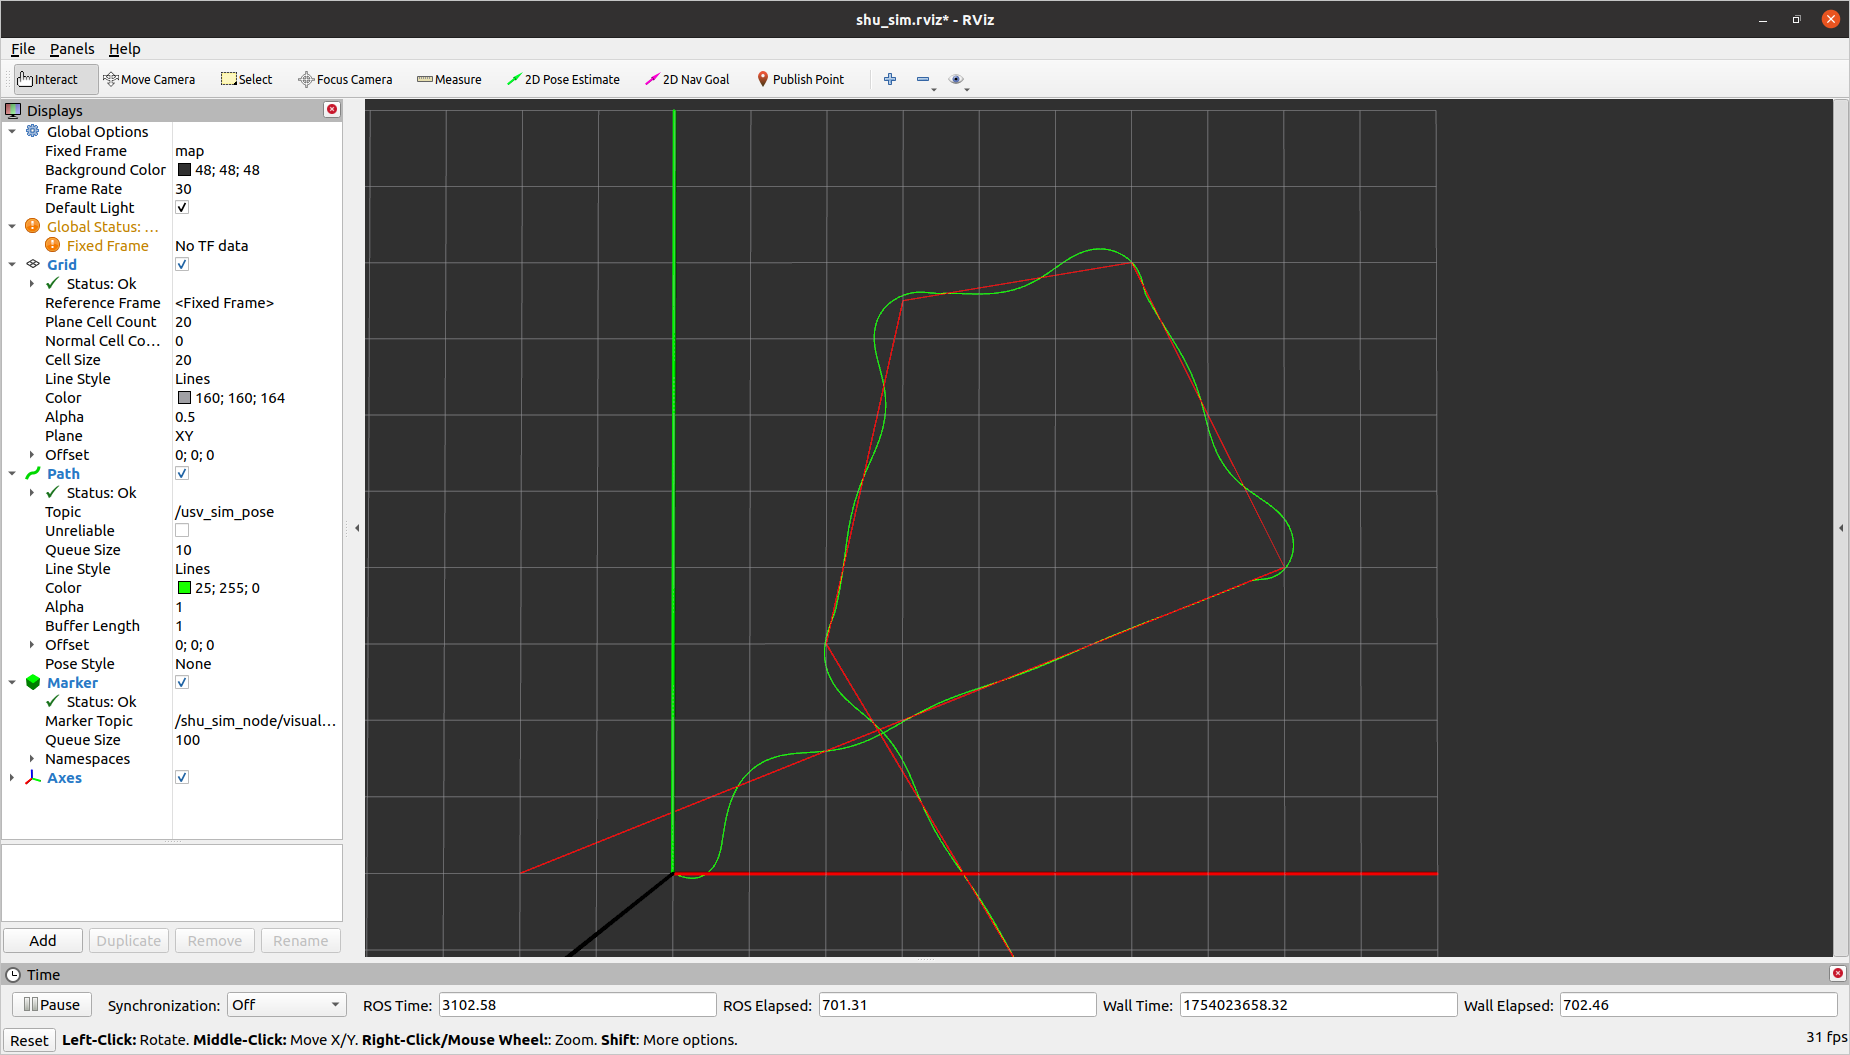 shu_sim.rviz* - RViz
File Panels Help
Interact Move Camera Select Focus Camera Measure 2D Pose Estimate 2D Nav Goal Publish Point
Displays
Global Options
Fixed Frame map
Background Color 48; 48; 48
Frame Rate 30
Default Light
Global Status: ...
Fixed Frame No TF data
Grid
Status: Ok
Reference Frame <Fixed Frame>
Plane Cell Count 20
Normal Cell Co... 0
Cell Size 20
Line Style Lines
Color 160; 160; 164
Alpha 0.5
Plane XY
Offset 0; 0; 0
Path
Status: Ok
Topic /usv_sim_pose
Unreliable
Queue Size 10
Line Style Lines
Color 25; 255; 0
Alpha 1
Buffer Length 1
Offset 0; 0; 0
Pose Style None
Marker
Status: Ok
Marker Topic /shu_sim_node/visual...
Queue Size 100
Namespaces
Axes
Add Duplicate Remove Rename
Time
Pause Synchronization: Off ROS Time: 3102.58 ROS Elapsed: 701.31 Wall Time: 1754023658.32 Wall Elapsed: 702.46
Reset Left-Click: Rotate. Middle-Click: Move X/Y. Right-Click/Mouse Wheel:: Zoom. Shift: More options. 31 fps